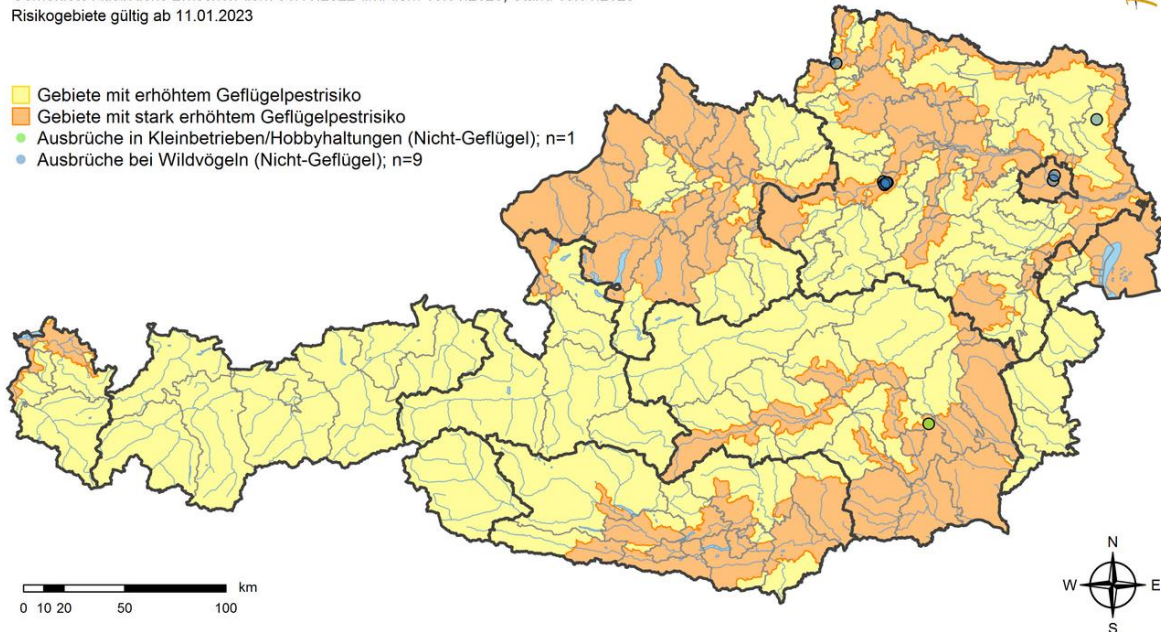 Risikogebiete gültig ab 11.01.2023
Gebiete mit erhöhtem Geflügelpestrisiko
Gebiete mit stark erhöhtem Geflügelpestrisiko
Ausbrüche in Kleinbetrieben/Hobbyhaltungen (Nicht-Geflügel); n=1
Ausbrüche bei Wildvögeln (Nicht-Geflügel); n=9
km
0 10 20 50 100
N
W E
S